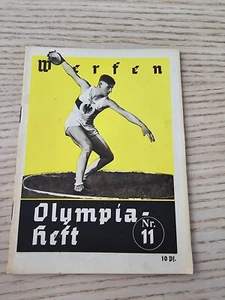 Werfen
Olympia-
Heft
Nr.
11
10 Pf.